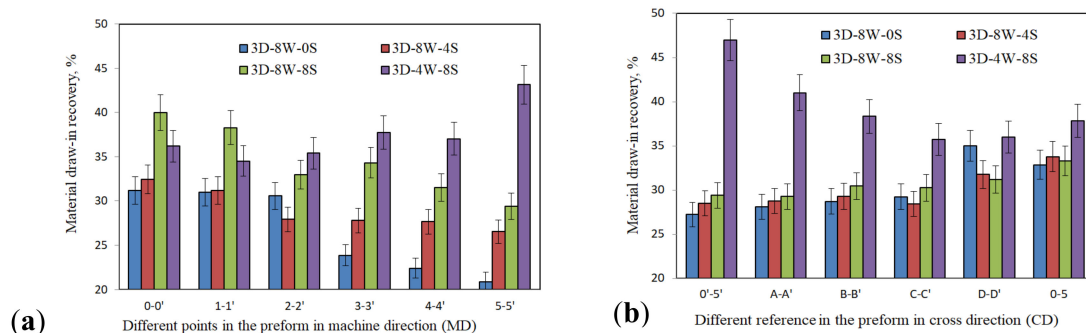 50
45
40
35
30
25
20
Material draw-in recovery, %
3D-8W-0S
3D-8W-4S
3D-8W-8S
3D-4W-8S
0-0'
1-1'
2-2'
3-3'
4-4'
5-5'
Different points in the preform in machine direction (MD)
(a)
50
45
40
35
30
25
20
Material draw-in recovery, %
3D-8W-0S
3D-8W-4S
3D-8W-8S
3D-4W-8S
0'-5'
A-A'
B-B'
C-C'
D-D'
0-5
Different reference in the preform in cross direction (CD)
(b)